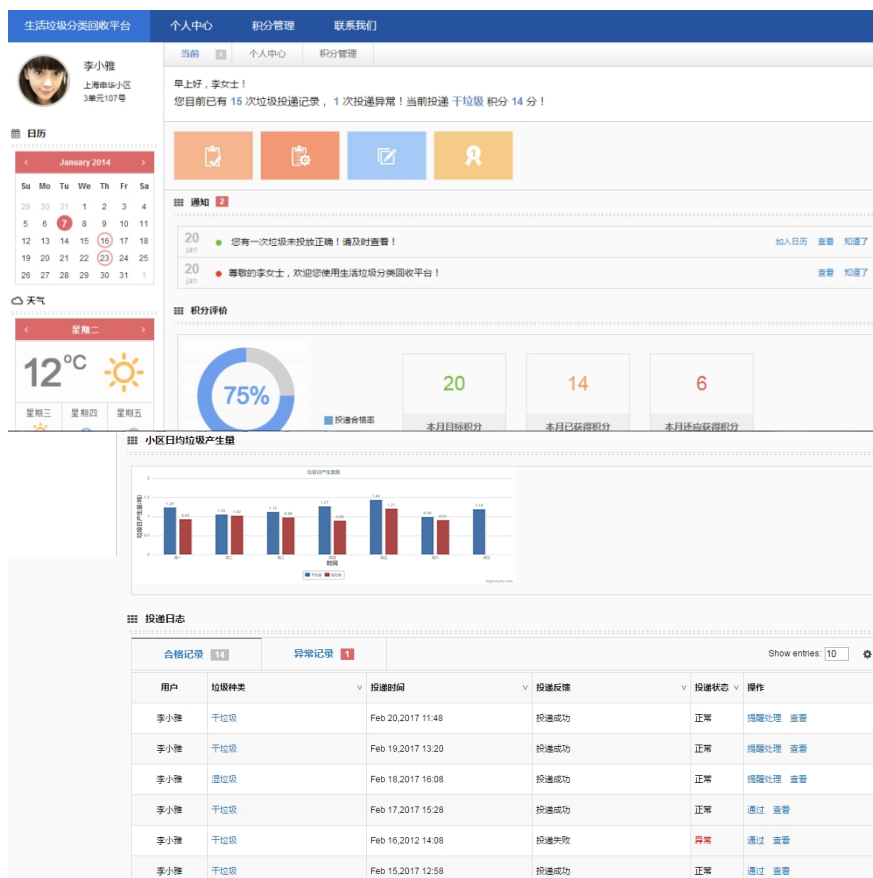 生活垃圾分类回收平台 个人中心 积分管理 联系我们
李小雅
上海申华小区
3单元107号
当前 x 个人中心 积分管理
早上好，李女士！
您目前已有 15 次垃圾投递记录， 1 次投递异常！当前投递 干垃圾 积分 14 分！
日历
January 2014
Su Mo Tu We Th Fr Sa
29 30 31 1 2 3 4
5 6 7 8 9 10 11
12 13 14 15 16 17 18
19 20 21 22 23 24 25
26 27 28 29 30 31 1
通知 2
20 jan 您有一次垃圾未投放正确！请及时查看！ 加入日历 查看 知道了
20 jan 尊敬的李女士，欢迎您使用生活垃圾分类回收平台！ 查看 知道了
天气
星期二
12°C
星期三 星期四 星期五
积分评价
75%
投递合格率
20
本月目标积分
14
本月已获得积分
6
本月还应获得积分
小区日均垃圾产生量
垃圾日产生量(吨)
时间
投递日志
合格记录 14 异常记录 1 Show entries: 10
用户 垃圾种类 投递时间 投递反馈 投递状态 操作
李小雅 干垃圾 Feb 20,2017 11:48 投递成功 正常 提醒处理 查看
李小雅 干垃圾 Feb 19,2017 13:20 投递成功 正常 提醒处理 查看
李小雅 湿垃圾 Feb 18,2017 16:08 投递成功 正常 提醒处理 查看
李小雅 干垃圾 Feb 17,2017 15:28 投递成功 正常 通过 查看
李小雅 干垃圾 Feb 16,2012 14:08 投递失败 异常 通过 查看
李小雅 干垃圾 Feb 15,2017 12:58 投递成功 正常 通过 查看